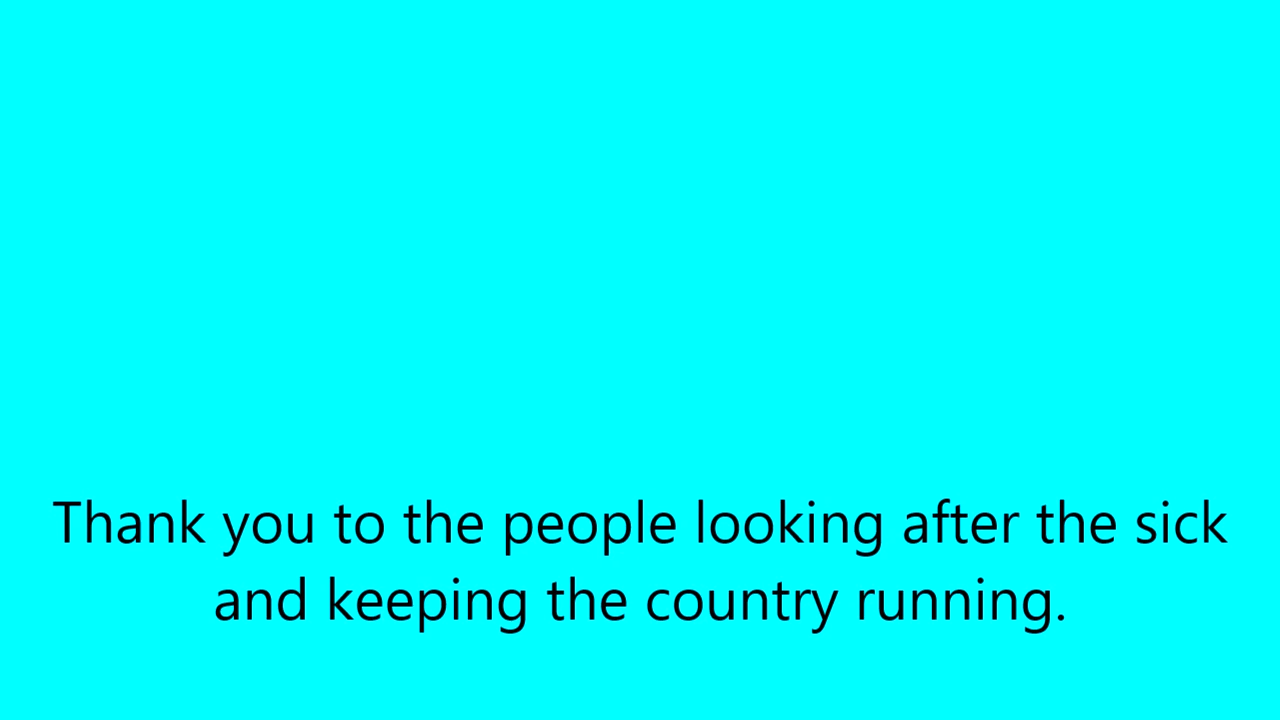 Thank you to the people looking after the sick
and keeping the country running.